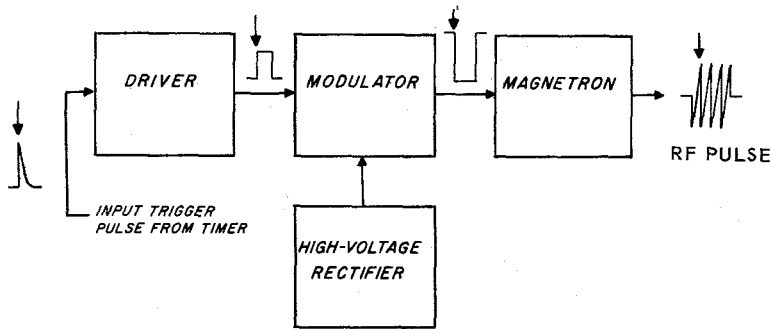 DRIVER
MODULATOR
MAGNETRON
RF PULSE
INPUT TRIGGER
PULSE FROM TIMER
HIGH-VOLTAGE
RECTIFIER